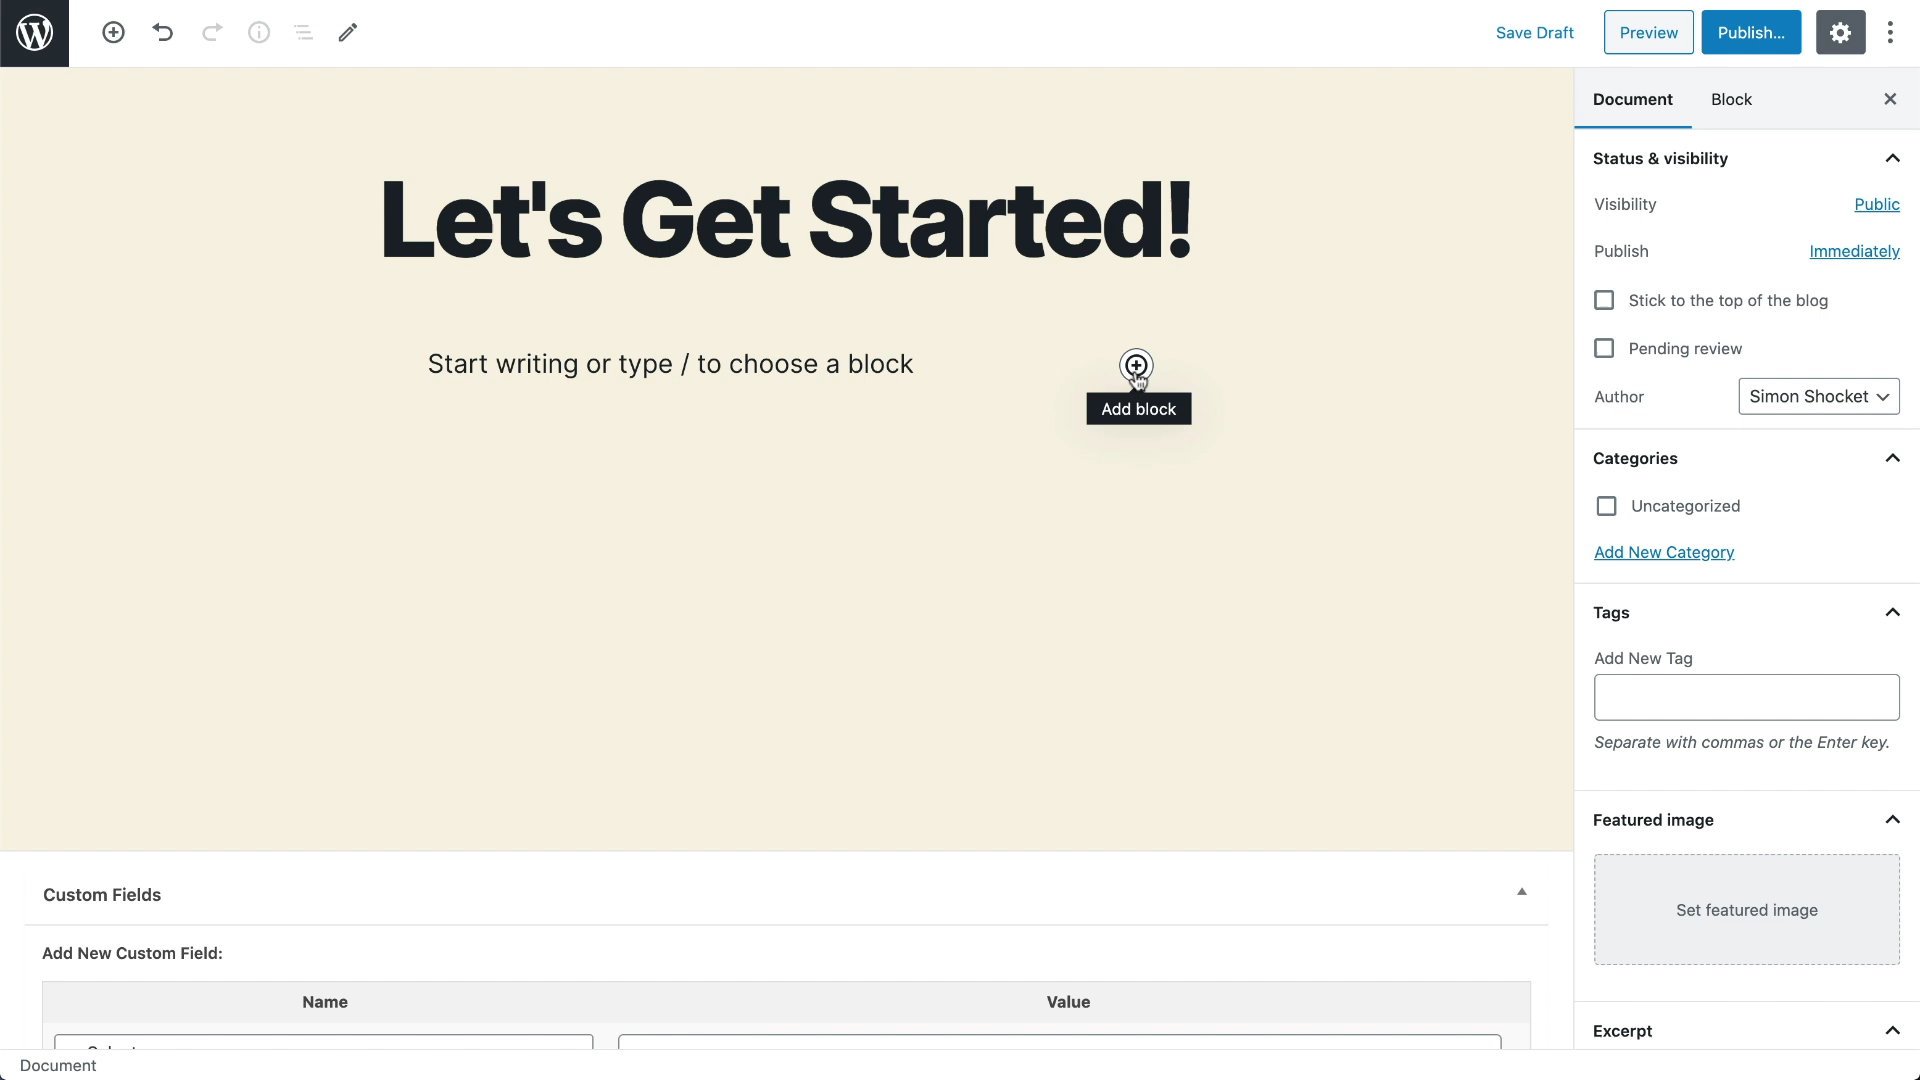 Save Draft
Preview
Publish...
Document
Block
Let's Get Started!
Start writing or type / to choose a block
Add block
Status & visibility
Visibility
Public
Publish
Immediately
Stick to the top of the blog
Pending review
Author
Simon Shocket
Categories
Uncategorized
Add New Category
Tags
Add New Tag
Separate with commas or the Enter key.
Featured image
Set featured image
Excerpt
Custom Fields
Add New Custom Field:
Name
Value
Document